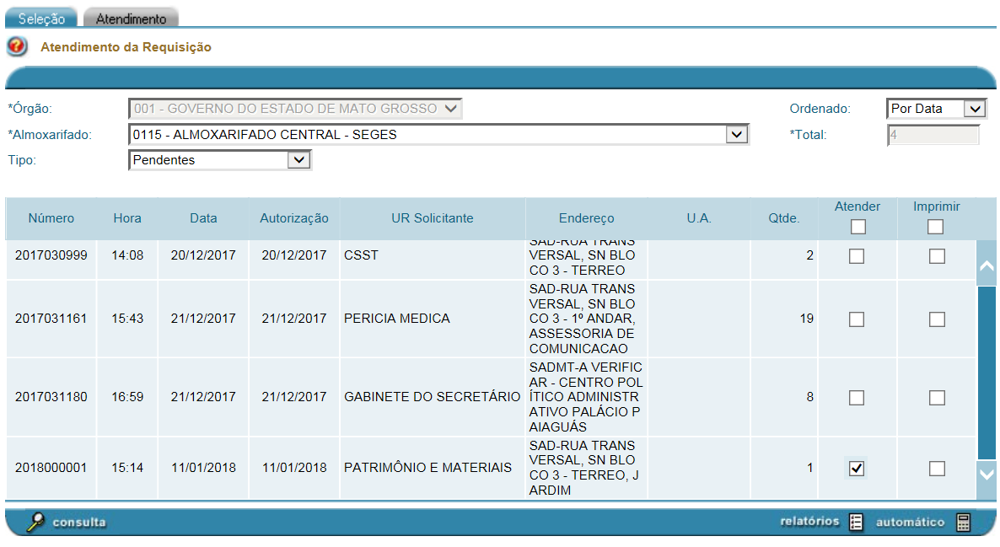 Seleção Atendimento
Atendimento da Requisição
*Órgão: 001 - GOVERNO DO ESTADO DE MATO GROSSO Ordenado: Por Data
*Almoxarifado: 0115 - ALMOXARIFADO CENTRAL - SEGES *Total: 4
Tipo: Pendentes
Número Hora Data Autorização UR Solicitante Endereço U.A. Qtde. Atender Imprimir
SAD-RUA TRANS
2017030999 14:08 20/12/2017 20/12/2017 CSST VERSAL, SN BLO 2
CO 3 - TERREO
SAD-RUA TRANS
VERSAL, SN BLO
2017031161 15:43 21/12/2017 21/12/2017 PERICIA MEDICA CO 3 - 1º ANDAR, 19
ASSESSORIA DE
COMUNICACAO
SADMT-A VERIFIC
AR - CENTRO POL
2017031180 16:59 21/12/2017 21/12/2017 GABINETE DO SECRETÁRIO ÍTICO ADMINISTR 8
ATIVO PALÁCIO P
AIAGUÁS
SAD-RUA TRANS
VERSAL, SN BLO
2018000001 15:14 11/01/2018 11/01/2018 PATRIMÔNIO E MATERIAIS CO 3 - TERREO, J 1
ARDIM
consulta relatórios automático